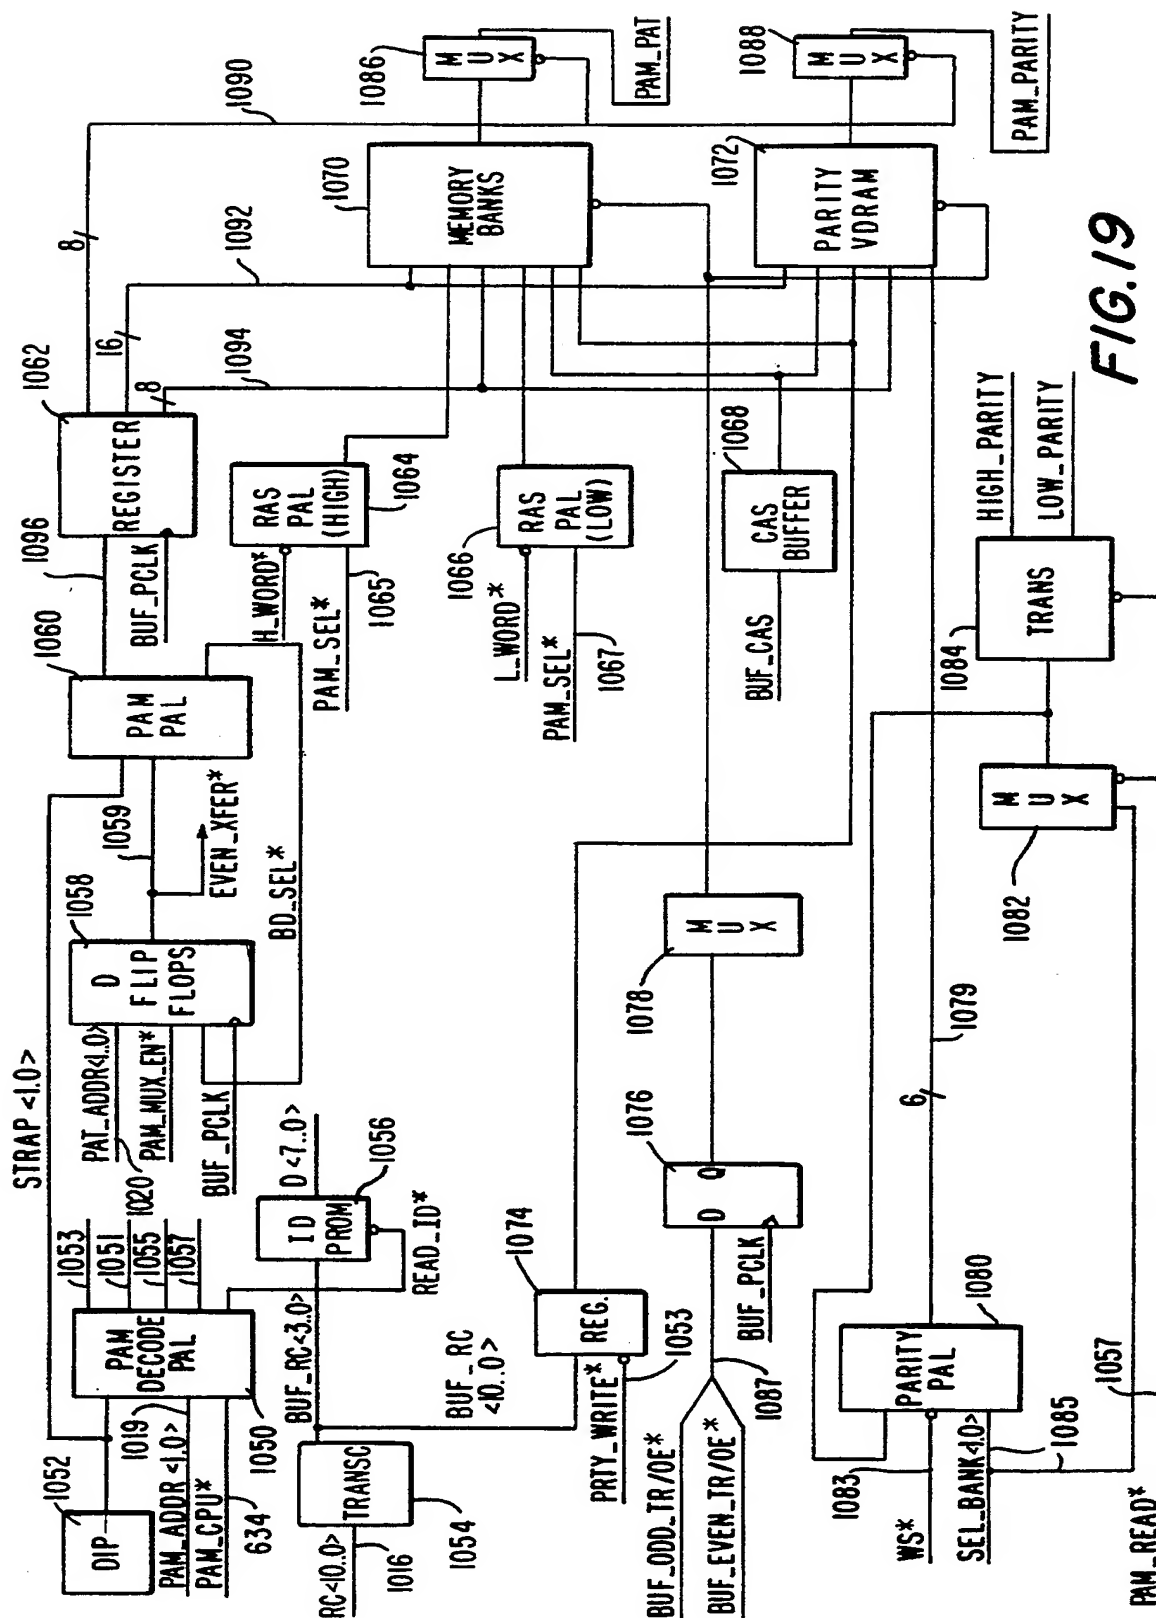 1052
DIP
1019
PAM_ADDR<1..0>
PAM_CPU*
634
1050
PAM
DECODE
PAL
1053
1051
1055
1057
STRAP <1.0>
PAT_ADDR<1..0>
1020
PAM_MUX_EN*
BUF_PCLK
1058
D
FLIP
FLOPS
1059
EVEN_XFER*
BD_SEL*
1060
PAM
PAL
1096
BUF_PCLK
1062
REGISTER
8
16
8
1090
1092
1094
RC<10..0>
1016
TRANSC
1054
BUF_RC<3..0>
ID
PROM
D <7..0>
1056
READ_ID*
BUF_RC
<10..0>
H_WORD*
PAM_SEL*
1065
RAS
PAL
(HIGH)
1064
1066
L_WORD*
PAM_SEL*
1067
RAS
PAL
(LOW)
BUF_CAS
CAS
BUFFER
1068
1070
MEMORY
BANKS
1086
MUX
PAM_PAT
1072
PARITY
VDRAM
1088
MUX
PAM_PARITY
1074
REG.
PRTY_WRITE*
1053
BUF_ODD_TR/OE*
BUF_EVEN_TR/OE*
1087
BUF_PCLK
1076
D Q
1078
MUX
WS*
1083
SEL_BANK<1.0>
1085
PARITY
PAL
1080
6
1079
PAM_READ*
1057
1082
MUX
1084
TRANS
HIGH_PARITY
LOW_PARITY
FIG.19